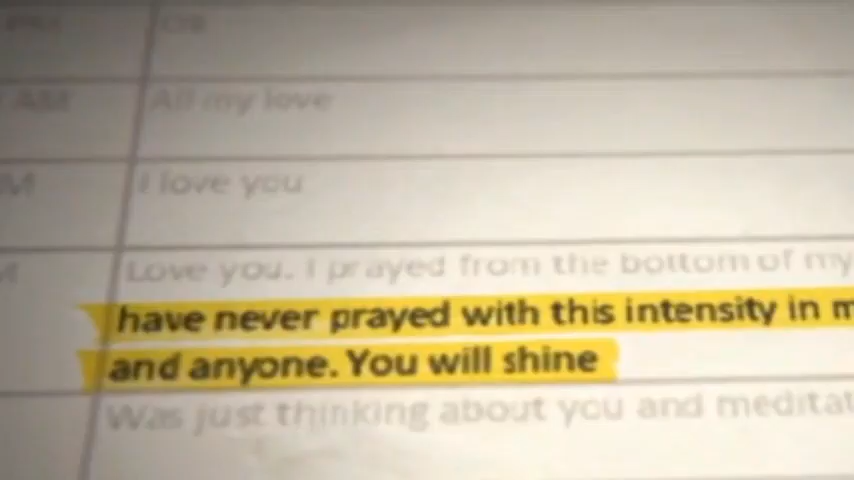 AM All my love
I love you
Love you. I prayed from the bottom of my
have never prayed with this intensity in m
and anyone. You will shine
Was just thinking about you and meditat